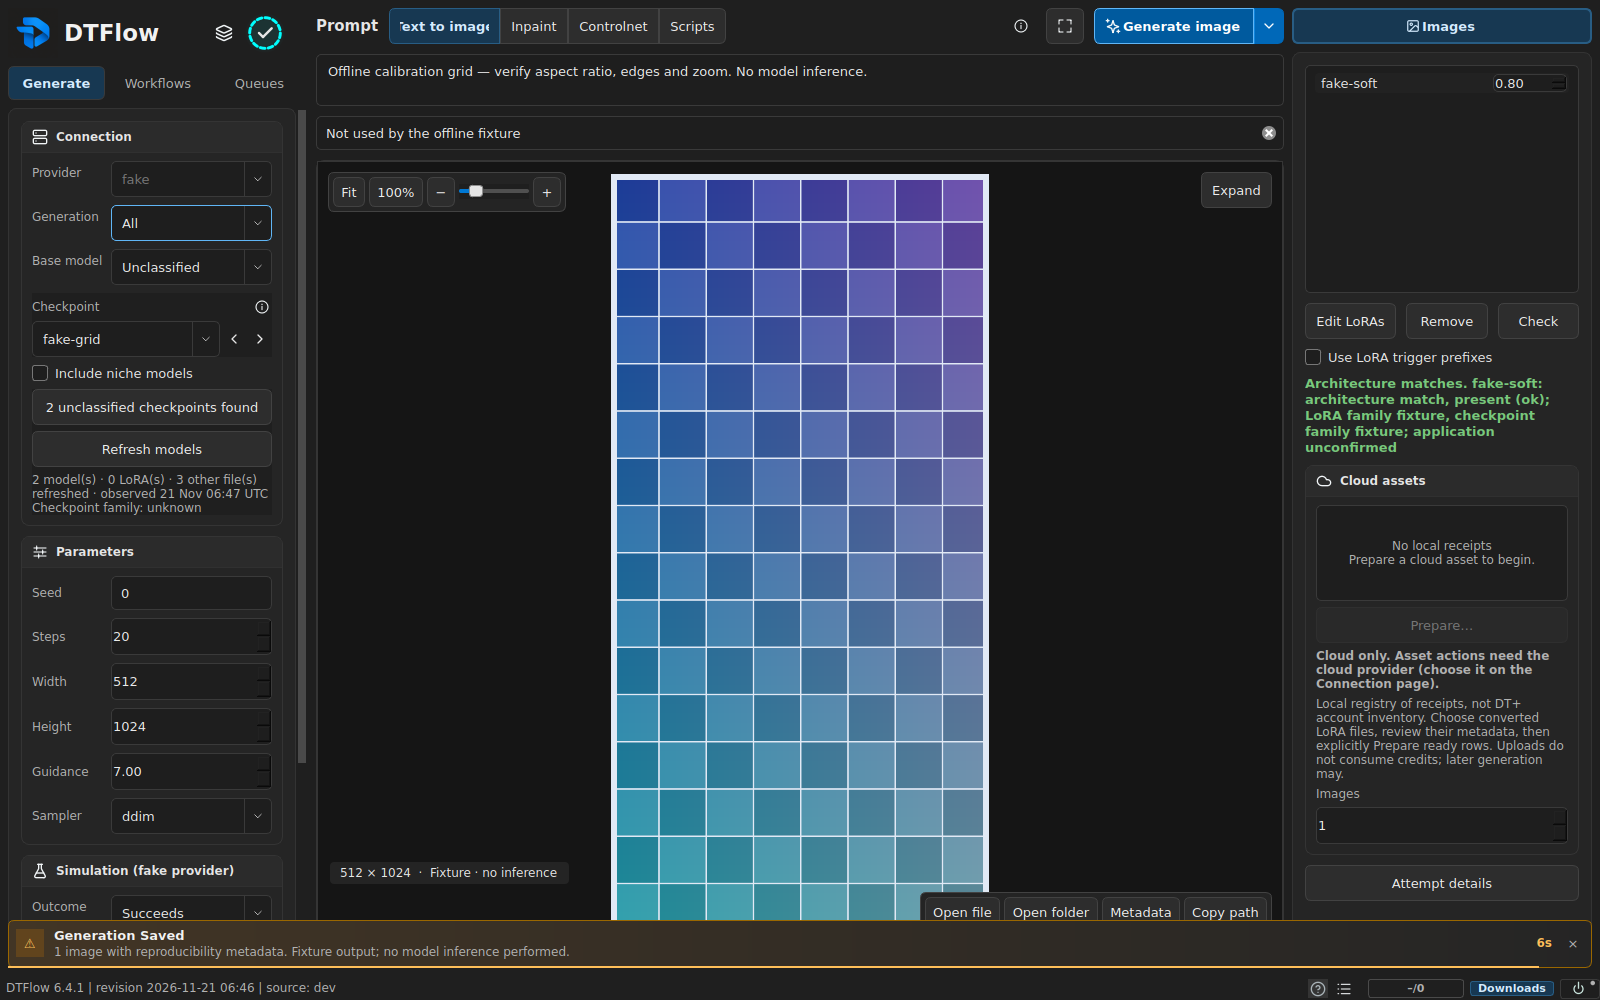 DTFlow
Generate
Workflows
Queues
Connection
Provider
fake
Generation
All
Base model
Unclassified
Checkpoint
fake-grid
Include niche models
2 unclassified checkpoints found
Refresh models
2 model(s) · 0 LoRA(s) · 3 other file(s)
refreshed · observed 21 Nov 06:47 UTC
Checkpoint family: unknown
Parameters
Seed
0
Steps
20
Width
512
Height
1024
Guidance
7.00
Sampler
ddim
Simulation (fake provider)
Outcome
Succeeds
Prompt
Text to image
Inpaint
Controlnet
Scripts
Generate image
Offline calibration grid — verify aspect ratio, edges and zoom. No model inference.
Not used by the offline fixture
Fit
100%
−
+
Expand
512 × 1024 · Fixture · no inference
Open file
Open folder
Metadata
Copy path
Images
fake-soft
0.80
Edit LoRAs
Remove
Check
Use LoRA trigger prefixes
Architecture matches. fake-soft:
architecture match, present (ok);
LoRA family fixture, checkpoint
family fixture; application
unconfirmed
Cloud assets
No local receipts
Prepare a cloud asset to begin.
Prepare...
Cloud only. Asset actions need the
cloud provider (choose it on the
Connection page).
Local registry of receipts, not DT+
account inventory. Choose converted
LoRA files, review their metadata, then
explicitly Prepare ready rows. Uploads do
not consume credits; later generation
may.
Images
1
Attempt details
Generation Saved
1 image with reproducibility metadata. Fixture output; no model inference performed.
6s
×
DTFlow 6.4.1 | revision 2026-11-21 06:46 | source: dev
–/0
Downloads